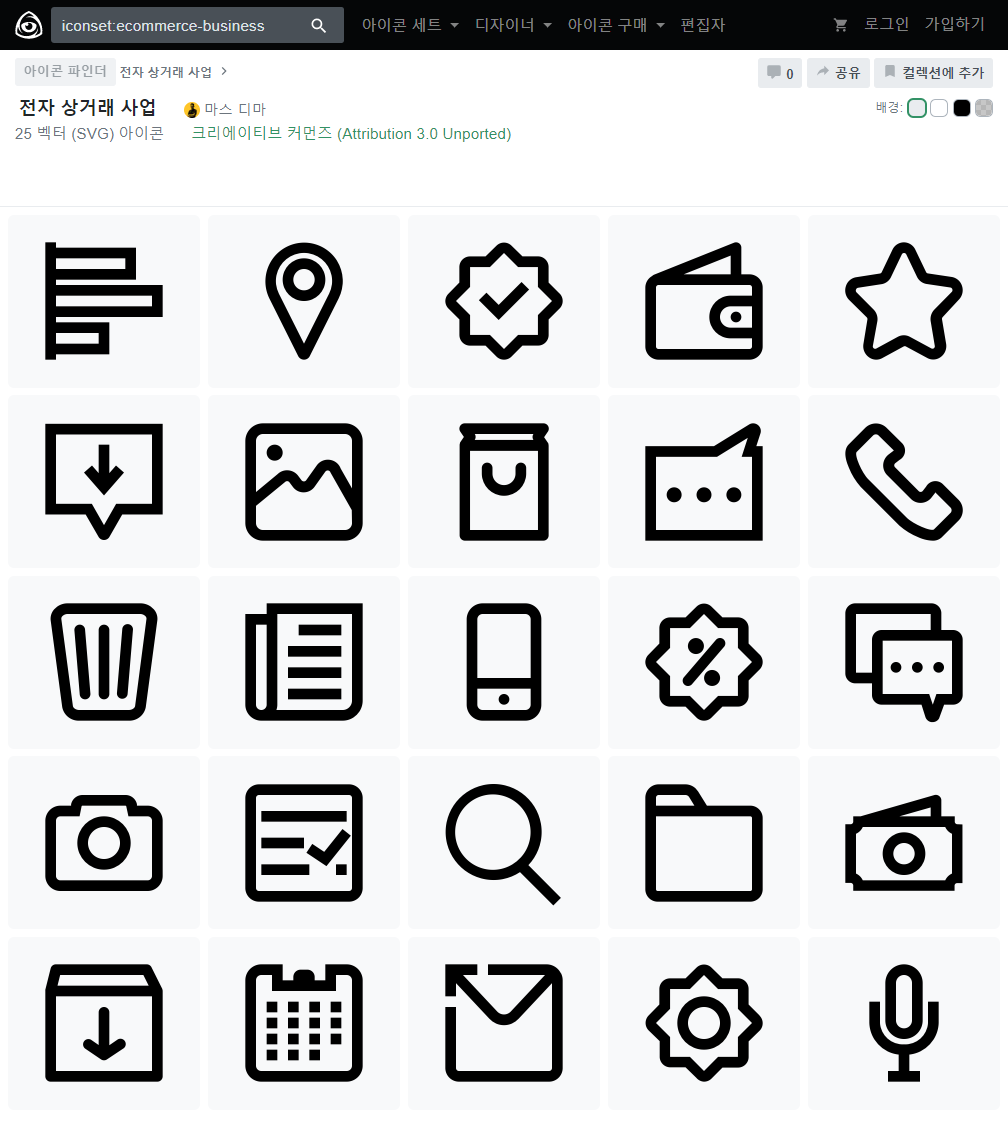 iconset:ecommerce-business 아이콘 세트 디자이너 아이콘 구매 편집자 로그인 가입하기
아이콘 파인더 전자 상거래 사업 0 공유 컬렉션에 추가
전자 상거래 사업 마스 디마 배경:
25 벡터 (SVG) 아이콘 크리에이티브 커먼즈 (Attribution 3.0 Unported)